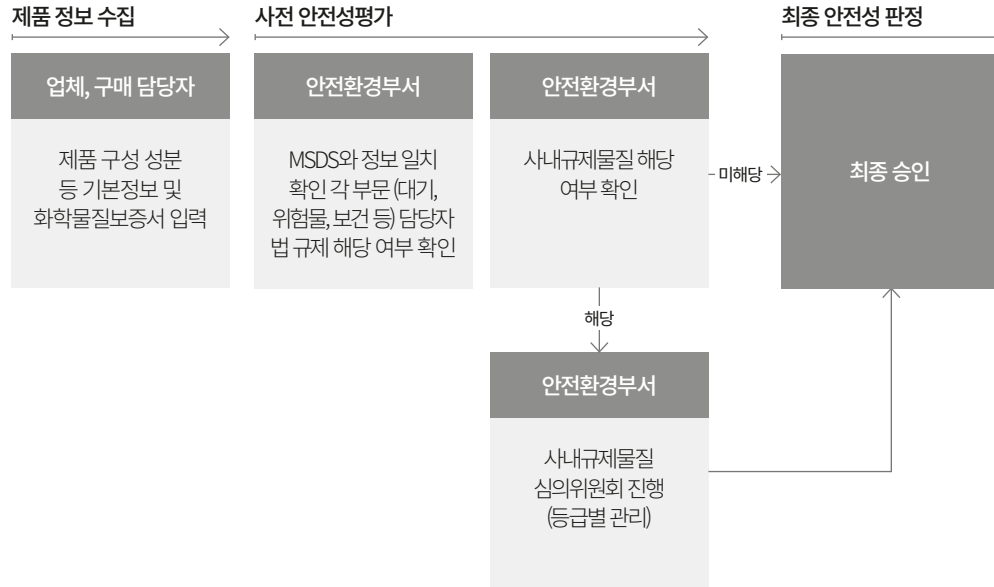 제품 정보 수집
사전 안전성평가
최종 안전성 판정
업체, 구매 담당자
제품 구성 성분
등 기본정보 및
화학물질보증서 입력
안전환경부서
MSDS와 정보 일치
확인 각 부문 (대기,
위험물, 보건 등) 담당자
법 규제 해당 여부 확인
안전환경부서
사내규제물질 해당
여부 확인
미해당
최종 승인
해당
안전환경부서
사내규제물질
심의위원회 진행
(등급별 관리)